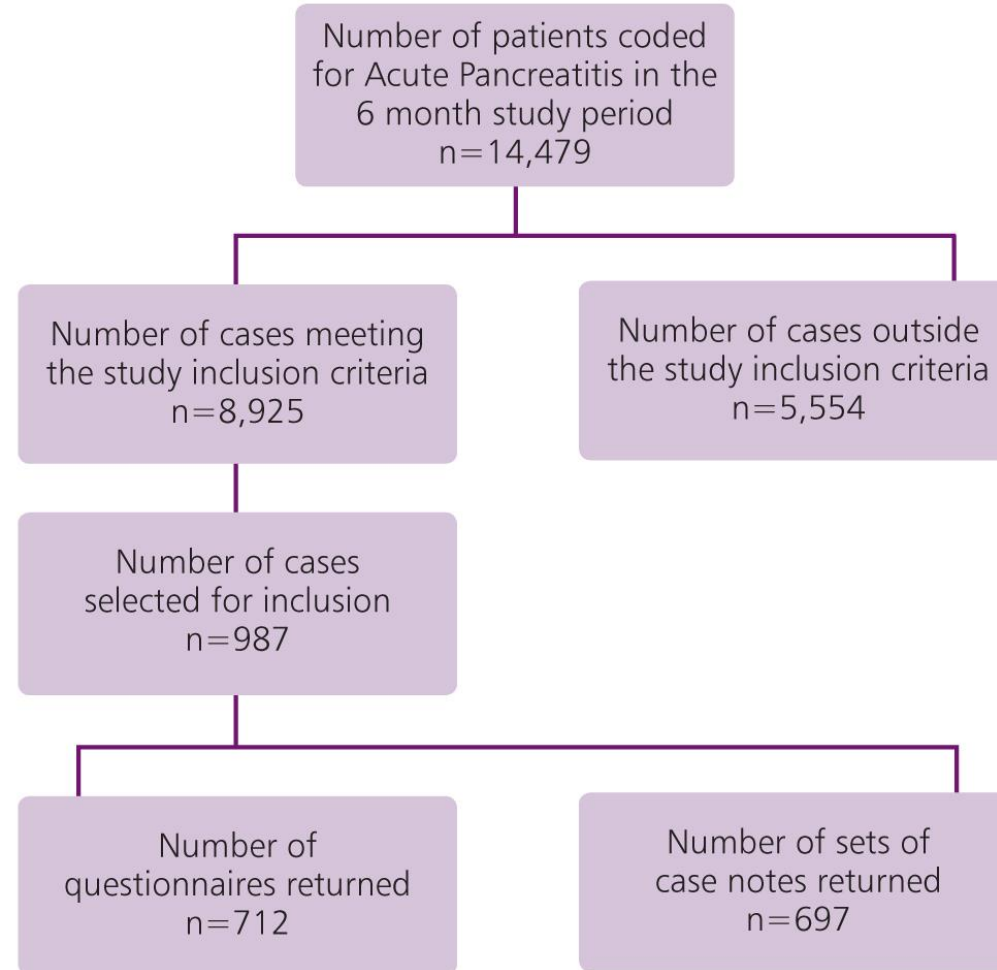 Number of patients coded
for Acute Pancreatitis in the
6 month study period
n=14,479
Number of cases meeting
the study inclusion criteria
n=8,925
Number of cases outside
the study inclusion criteria
n=5,554
Number of cases
selected for inclusion
n=987
Number of
questionnaires returned
n=712
Number of sets of
case notes returned
n=697